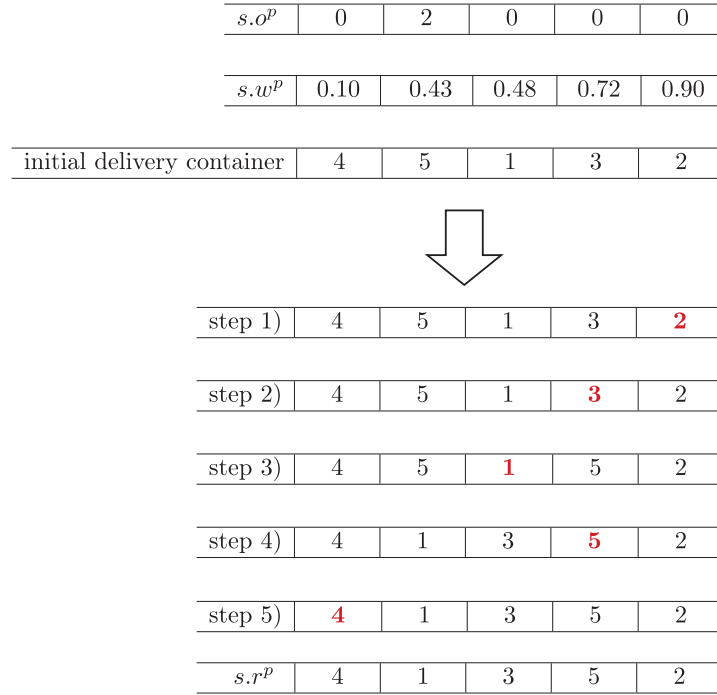 s.o^p 0 2 0 0 0
s.w^p 0.10 0.43 0.48 0.72 0.90
initial delivery container 4 5 1 3 2
step 1) 4 5 1 3 2
step 2) 4 5 1 3 2
step 3) 4 5 1 5 2
step 4) 4 1 3 5 2
step 5) 4 1 3 5 2
s.r^p 4 1 3 5 2